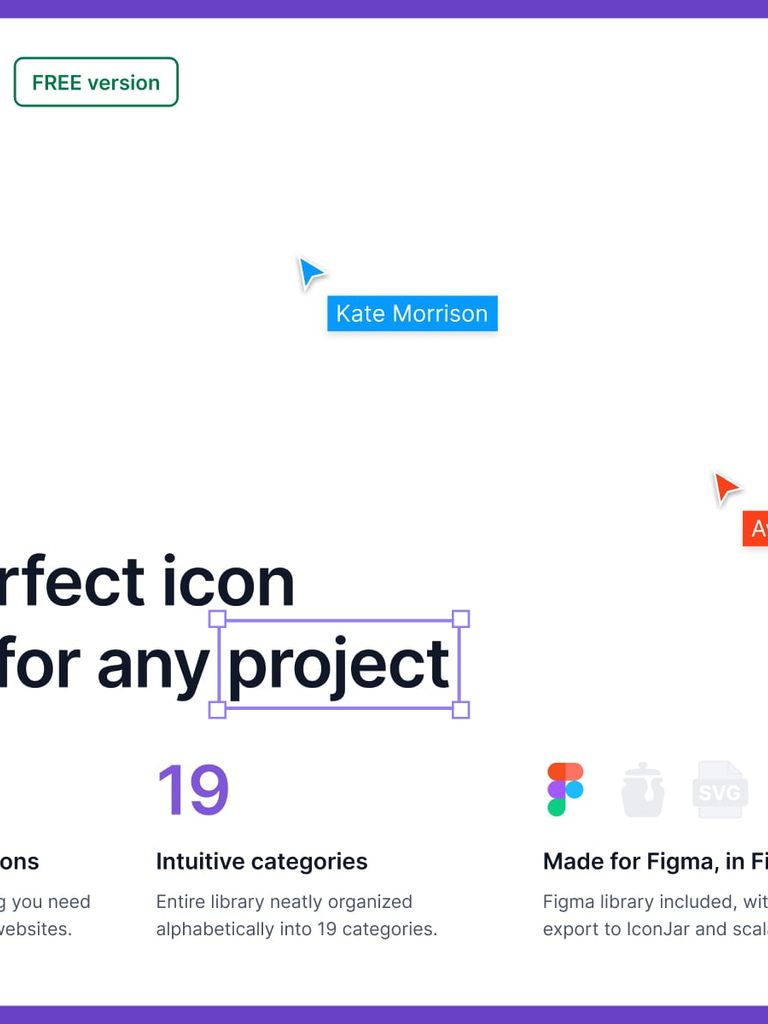 FREE version
Kate Morrison
rfect icon
for any project
19
SVG
ons
Intuitive categories
Made for Figma, in Fi
g you need
Entire library neatly organized
Figma library included, wit
websites.
alphabetically into 19 categories.
export to IconJar and scal